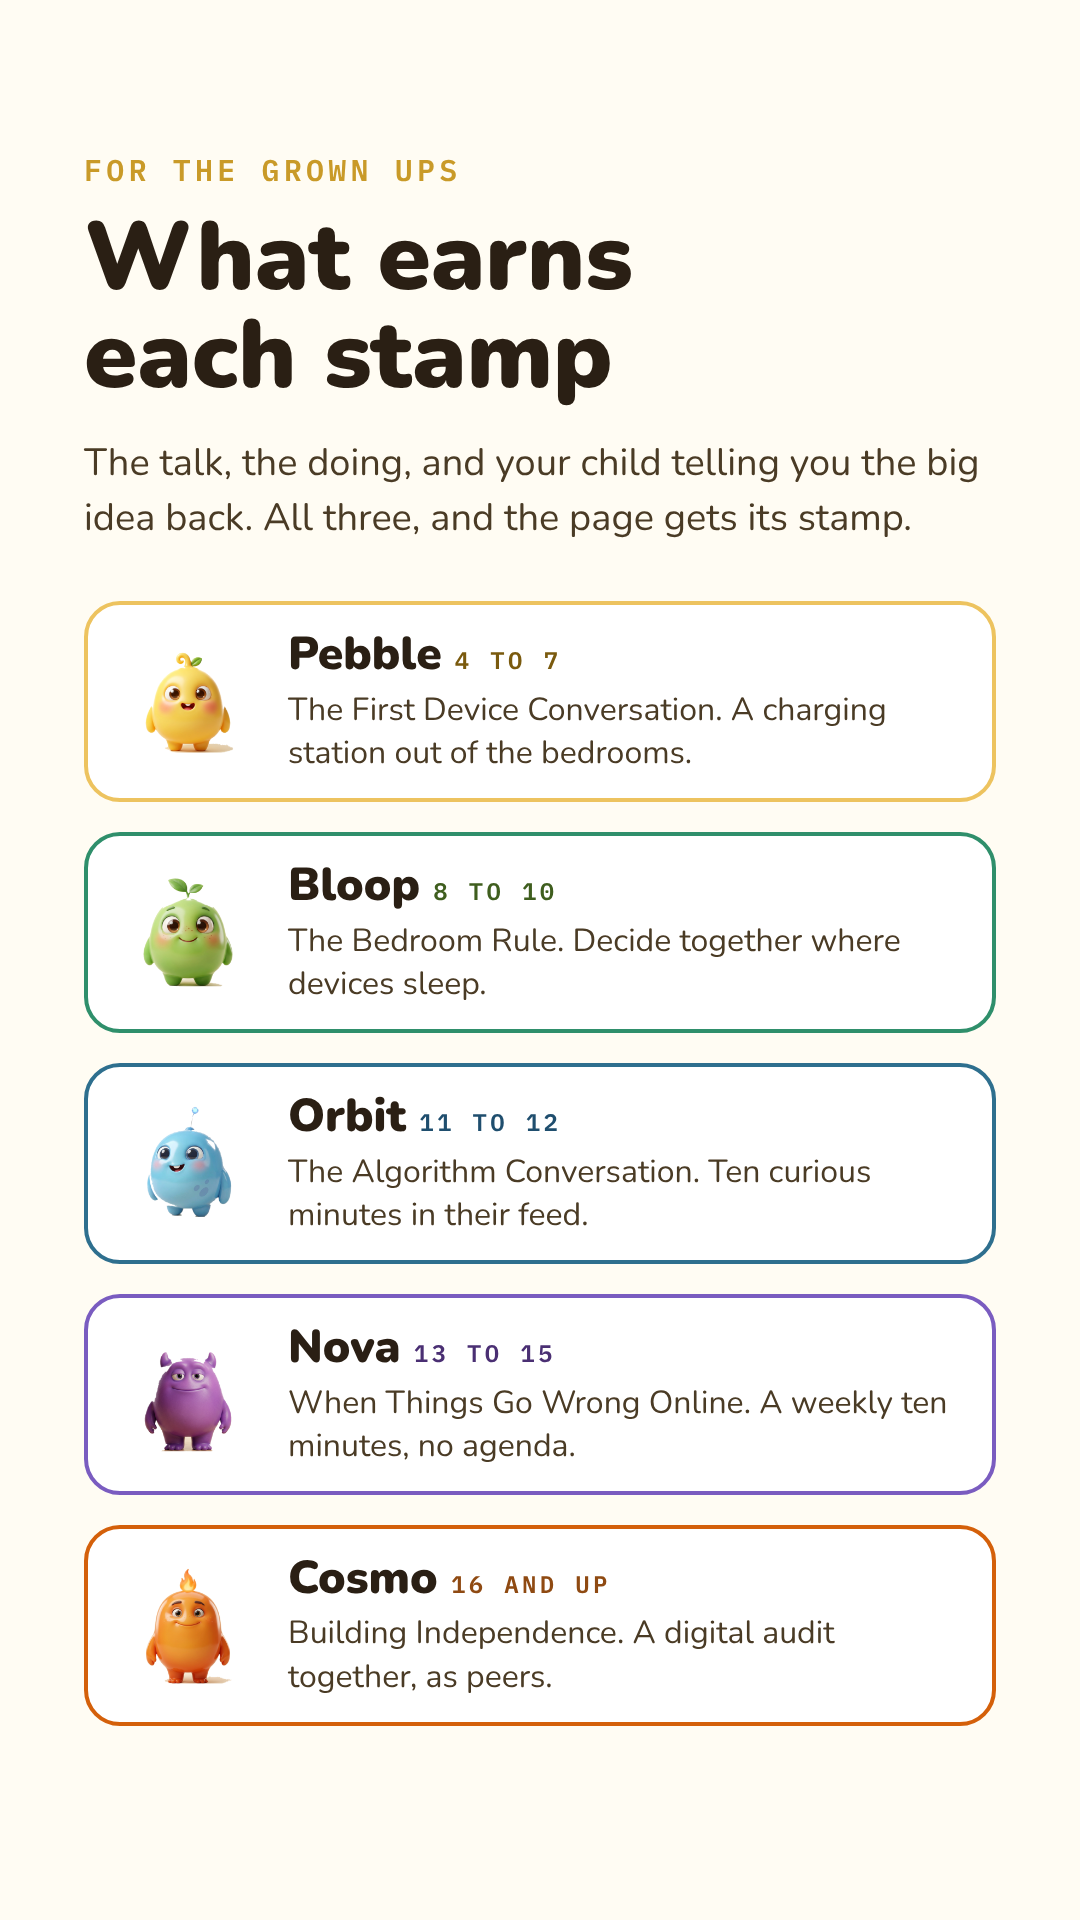 FOR THE GROWN UPS
What earns
each stamp
The talk, the doing, and your child telling you the big
idea back. All three, and the page gets its stamp.
Pebble 4 TO 7
The First Device Conversation. A charging
station out of the bedrooms.
Bloop 8 TO 10
The Bedroom Rule. Decide together where
devices sleep.
Orbit 11 TO 12
The Algorithm Conversation. Ten curious
minutes in their feed.
Nova 13 TO 15
When Things Go Wrong Online. A weekly ten
minutes, no agenda.
Cosmo 16 AND UP
Building Independence. A digital audit
together, as peers.